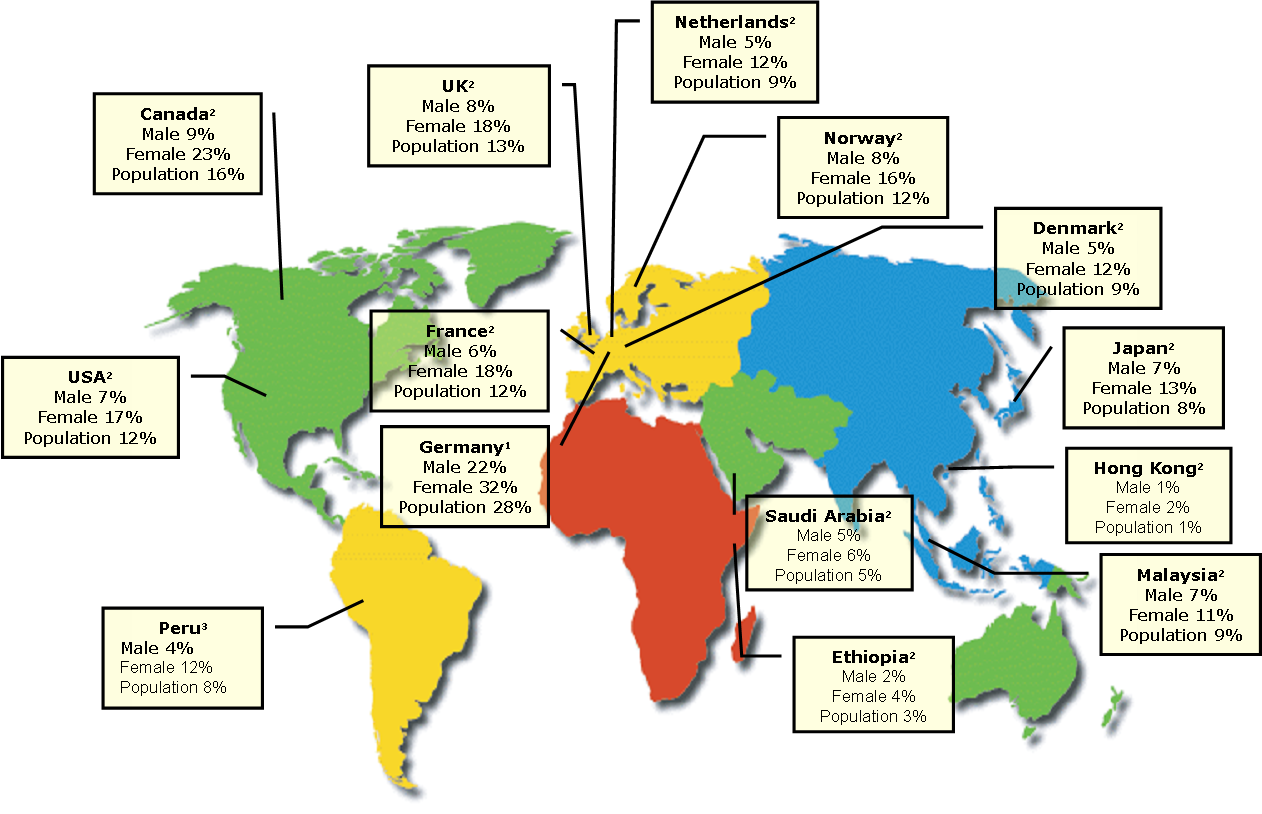 Netherlands²
Male 5%
Female 12%
Population 9%
UK²
Male 8%
Female 18%
Population 13%
Canada²
Male 9%
Female 23%
Population 16%
Norway²
Male 8%
Female 16%
Population 12%
Denmark²
Male 5%
Female 12%
Population 9%
France²
Male 6%
Female 18%
Population 12%
Japan²
Male 7%
Female 13%
Population 8%
USA²
Male 7%
Female 17%
Population 12%
Germany¹
Male 22%
Female 32%
Population 28%
Hong Kong²
Male 1%
Female 2%
Population 1%
Saudi Arabia²
Male 5%
Female 6%
Population 5%
Malaysia²
Male 7%
Female 11%
Population 9%
Peru³
Male 4%
Female 12%
Population 8%
Ethiopia²
Male 2%
Female 4%
Population 3%